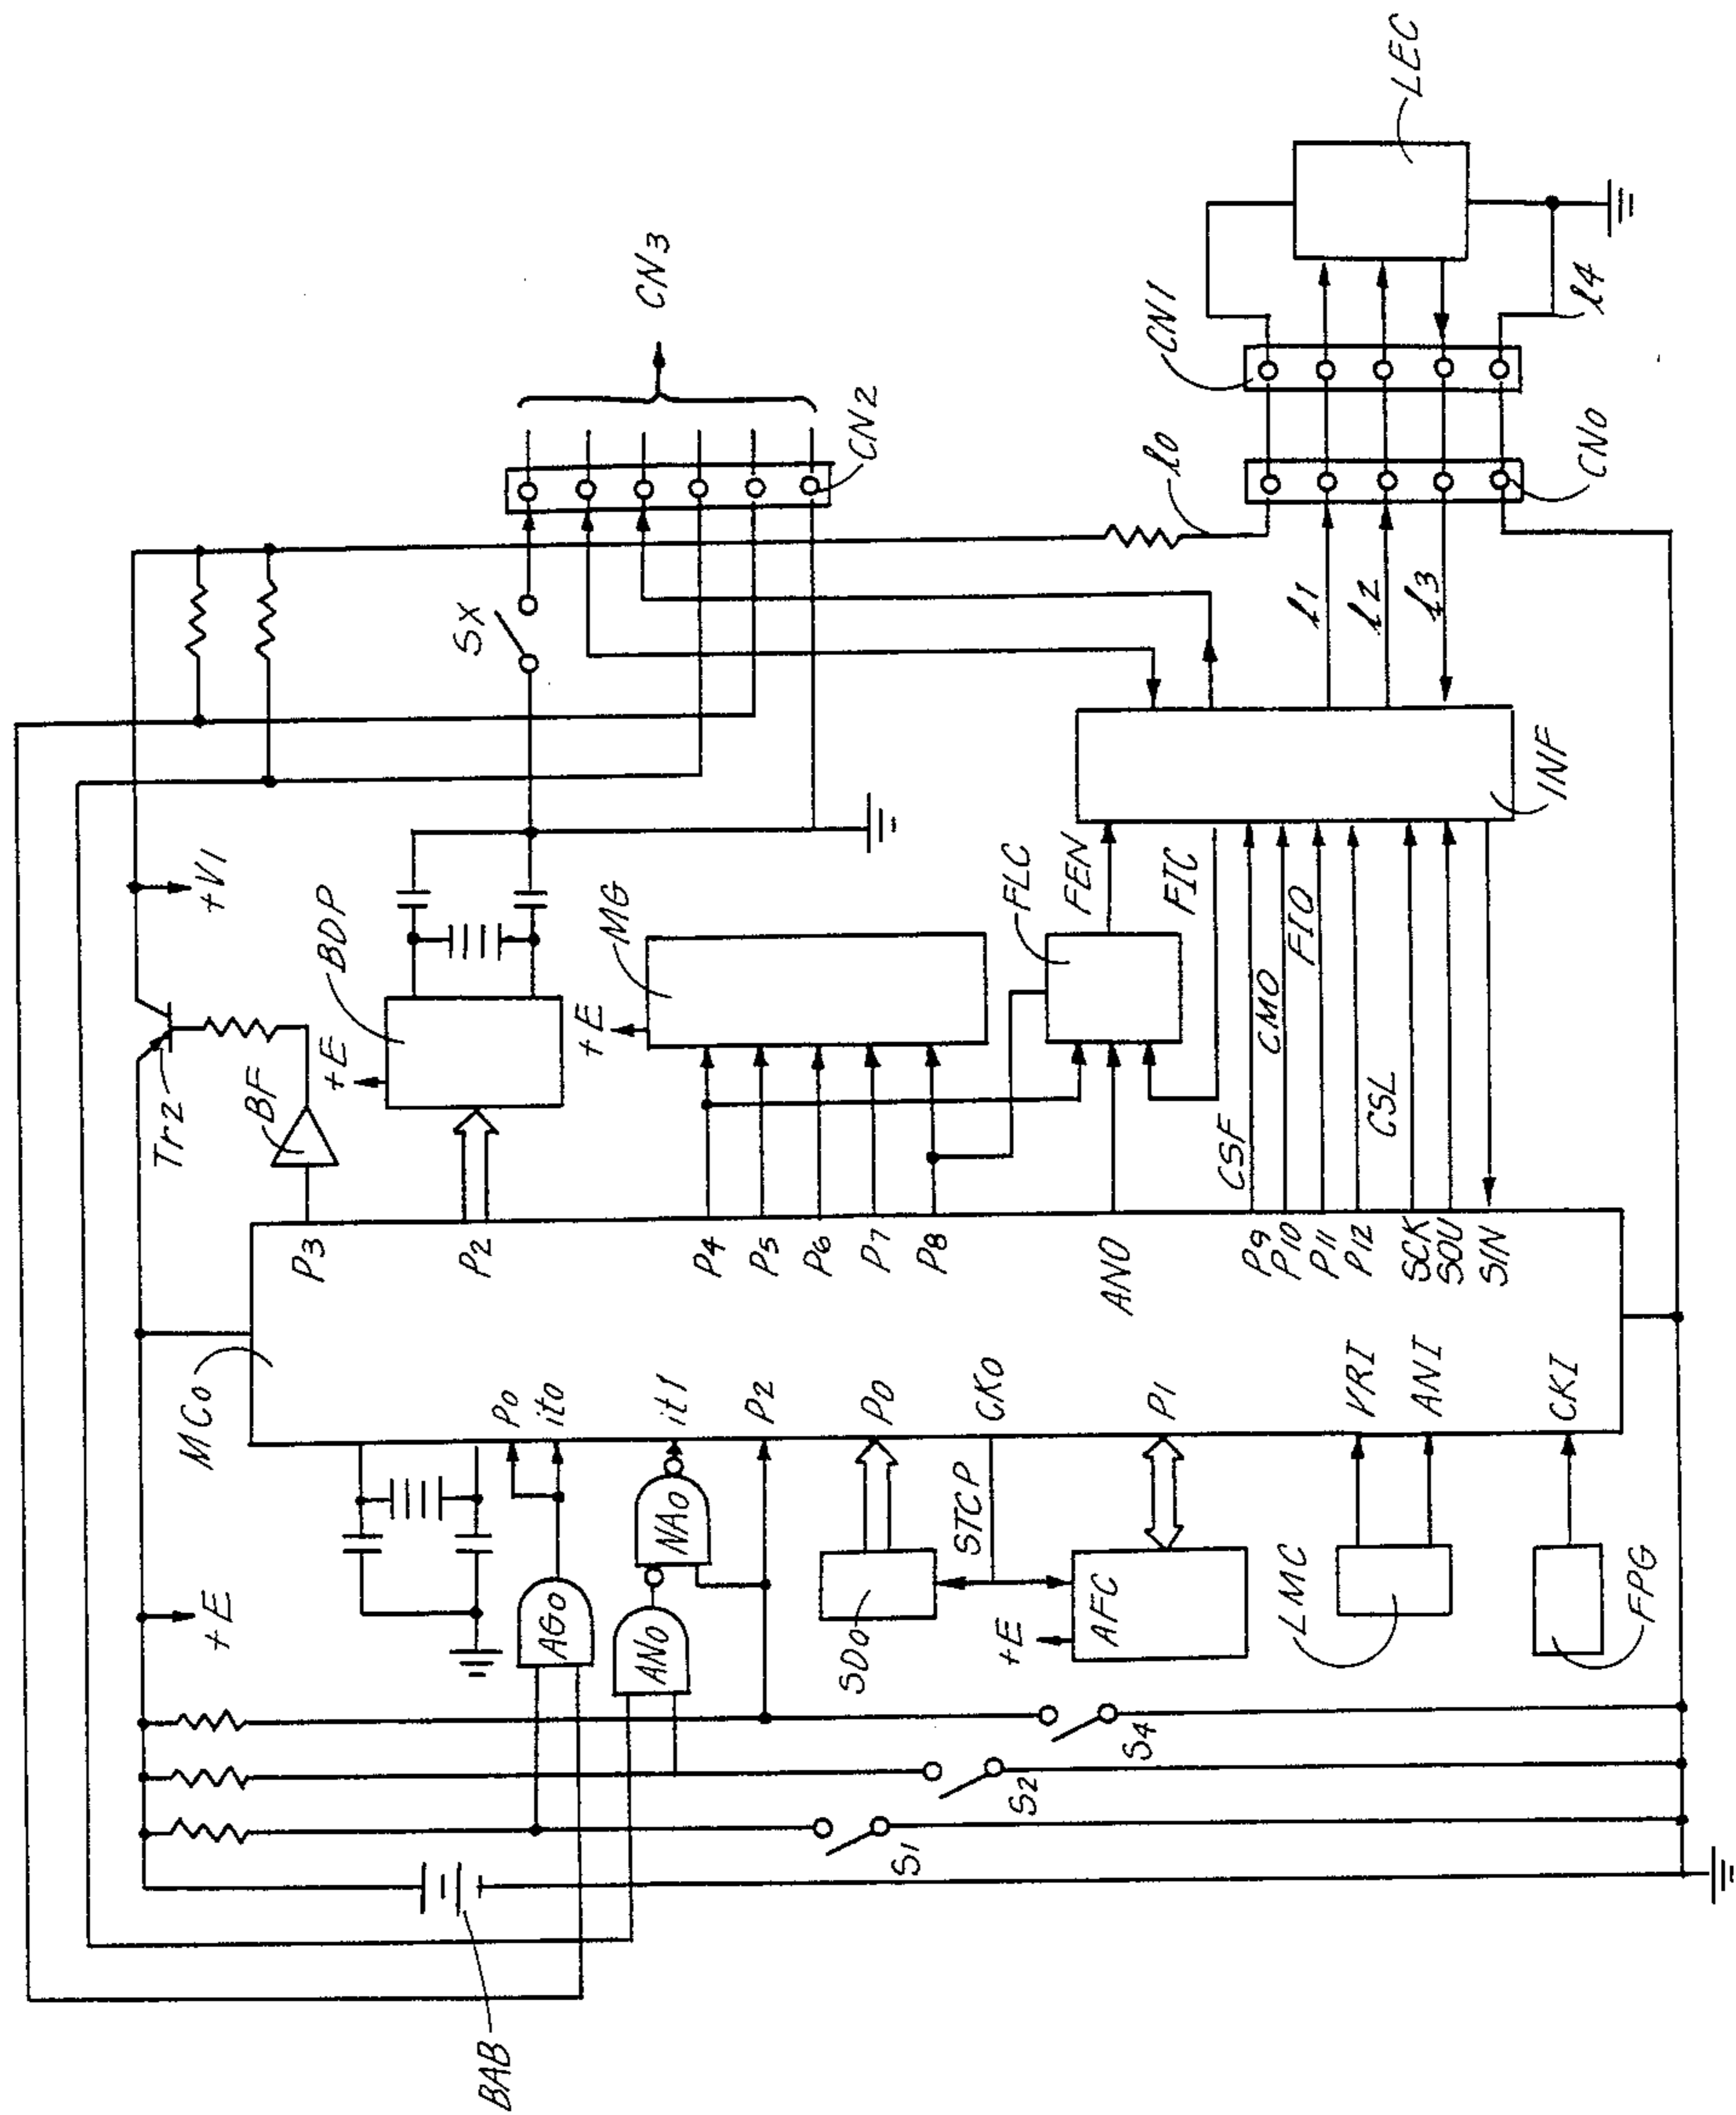 CN3
+V1
SX
BDP
+E
Tr2
BF
CN2
LEC
CN1
l0
CN0
l4
MG
+E
FLC
FEN
FIC
l1
l2
l3
INF
CSF
CMO
FIO
CSL
MC0
P3
P2
P4
P5
P6
P7
P8
ANO
P9
P10
P11
P12
SCK
SOU
SIN
P0
it0
it1
P2
P0
CK0
P1
VRI
ANI
CKI
+E
AG0
NA0
AN0
STCP
SD0
+E
AFC
LMC
FPG
S4
S2
S1
BAB